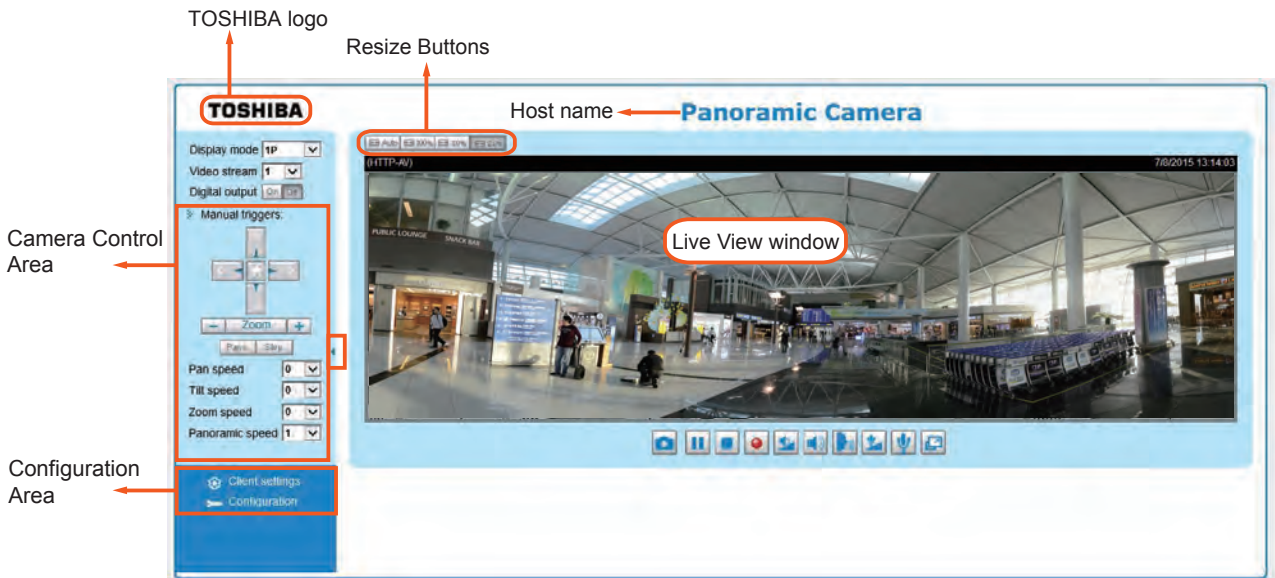 TOSHIBA logo
Resize Buttons
TOSHIBA
Host name
Panoramic Camera
Auto 100%
(HTTP-AV)
7/8/2015 13:14:03
Display mode 1P
Video stream 1
Digital output On
Manual triggers:
Zoom
Pan speed 0
Tilt speed 0
Zoom speed 0
Panoramic speed 1
Camera Control
Area
PUBLIC LOUNGE
SNACK BAR
Live View window
Configuration
Area
Client settings
Configuration